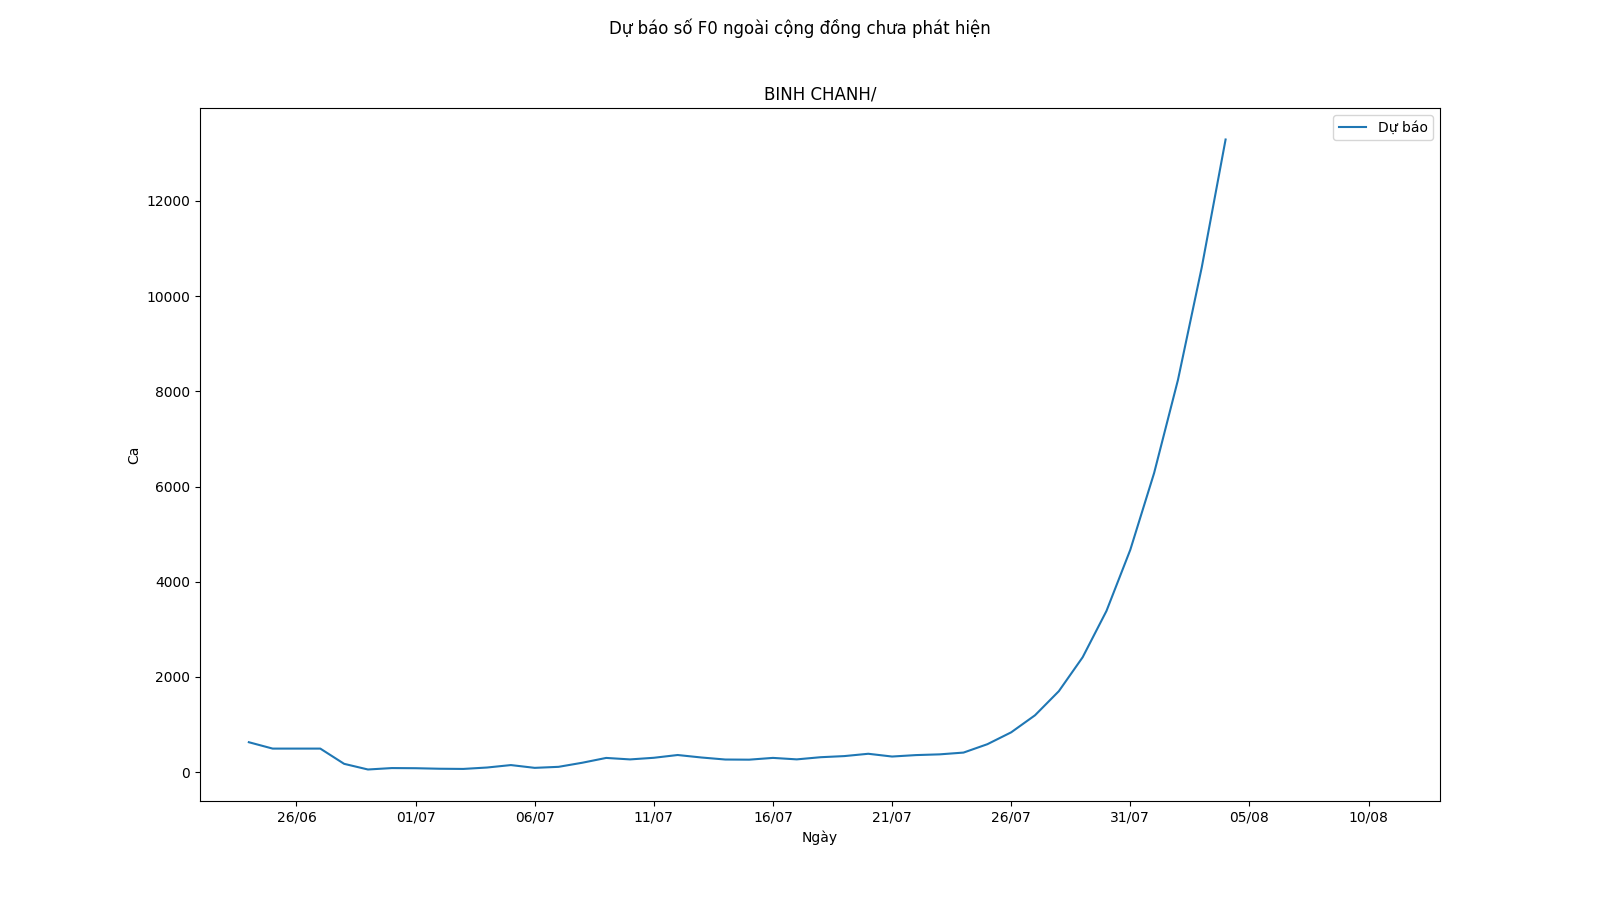 Dự báo số F0 ngoài cộng đồng chưa phát hiện
BINH CHANH/
Dự báo
12000
10000
8000
6000
4000
2000
0
Ca
26/06 01/07 06/07 11/07 16/07 21/07 26/07 31/07 05/08 10/08
Ngày